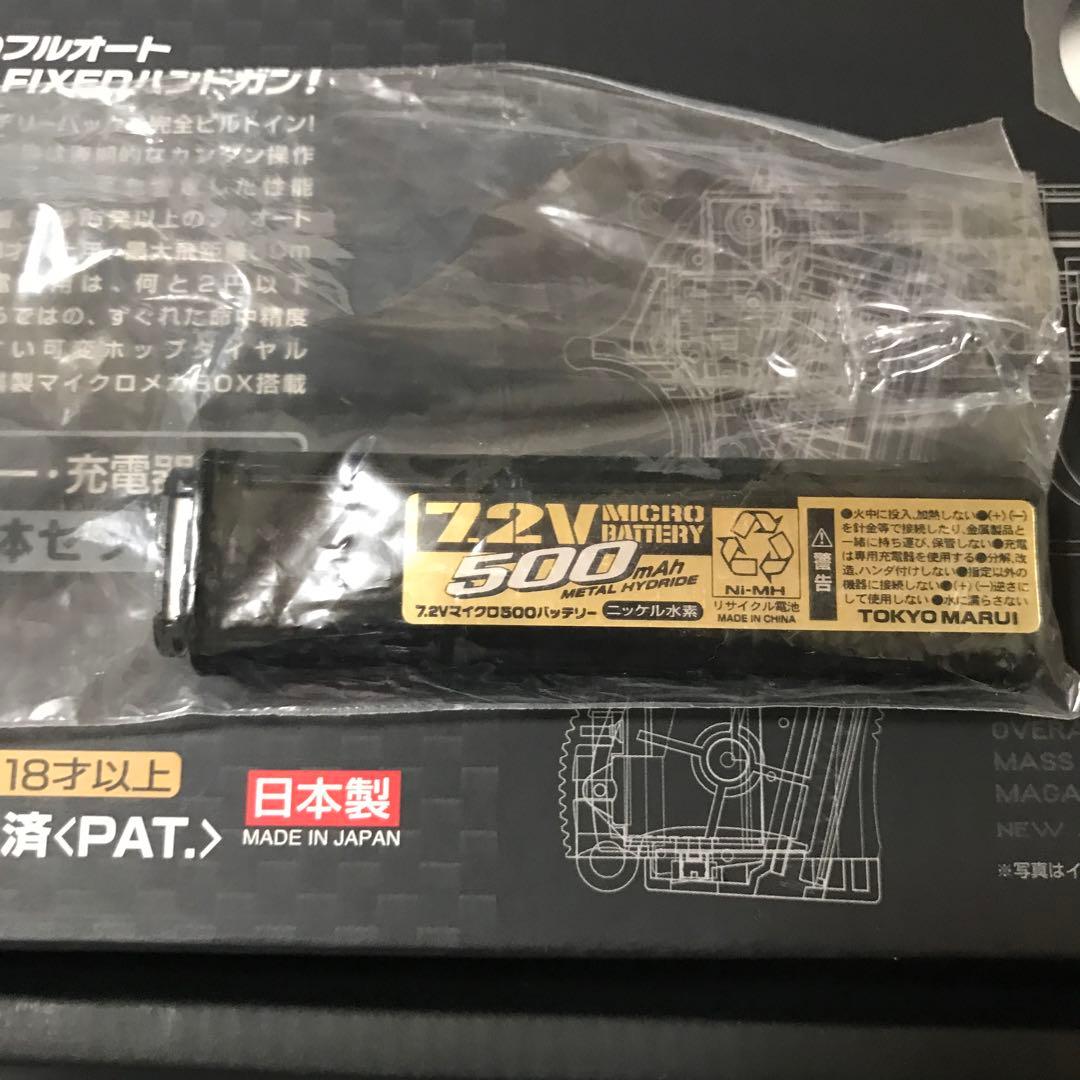 フルオート
FIXEDハンドガン!
完全ビルトイン!
カンタン操作
した性能
発以上のフルオート
最大飛距離
は、何と2円以下
ではの、すぐれた命中精度
い可変ホップダイヤル
製マイクロメカBOX搭載
ー・充電器
本セ
7.2V MICRO BATTERY
500mAh
METAL HYDRIDE
7.2Vマイクロ500バッテリー ニッケル水素
Ni-MH
リサイクル電池
MADE IN CHINA
警告
●火中に投入、加熱しない●(+)(−)
を針金等で接続したり、金属製品と
一緒に持ち運び、保管しない●充電
は専用充電器を使用する●分解、改
造、ハンダ付けしない●指定以外の
機器に接続しない●(+)(−)逆さに
して使用しない●水に濡らさない
TOKYO MARUI
18才以上
済〈PAT.〉
日本製
MADE IN JAPAN
OVERA
MASS
MAGA
NEW
※写真はイ